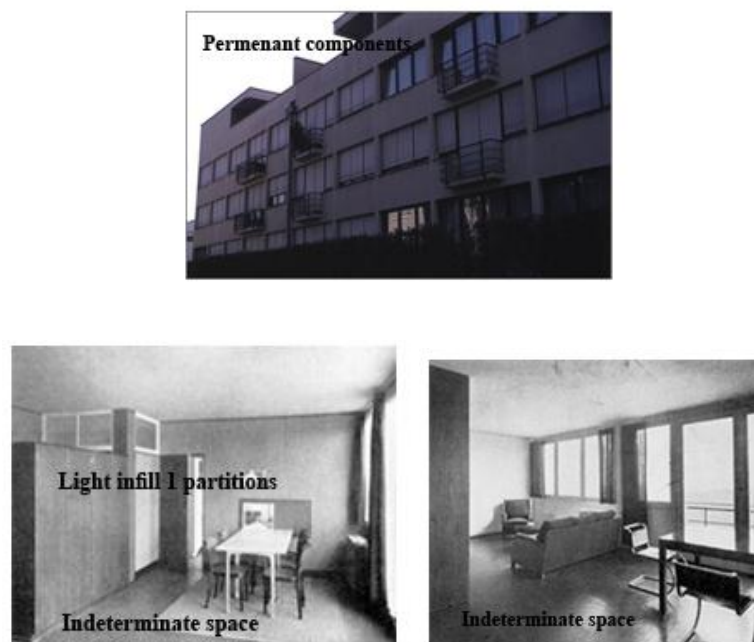 Permenant components
Light infill 1 partitions
Indeterminate space
Indeterminate space